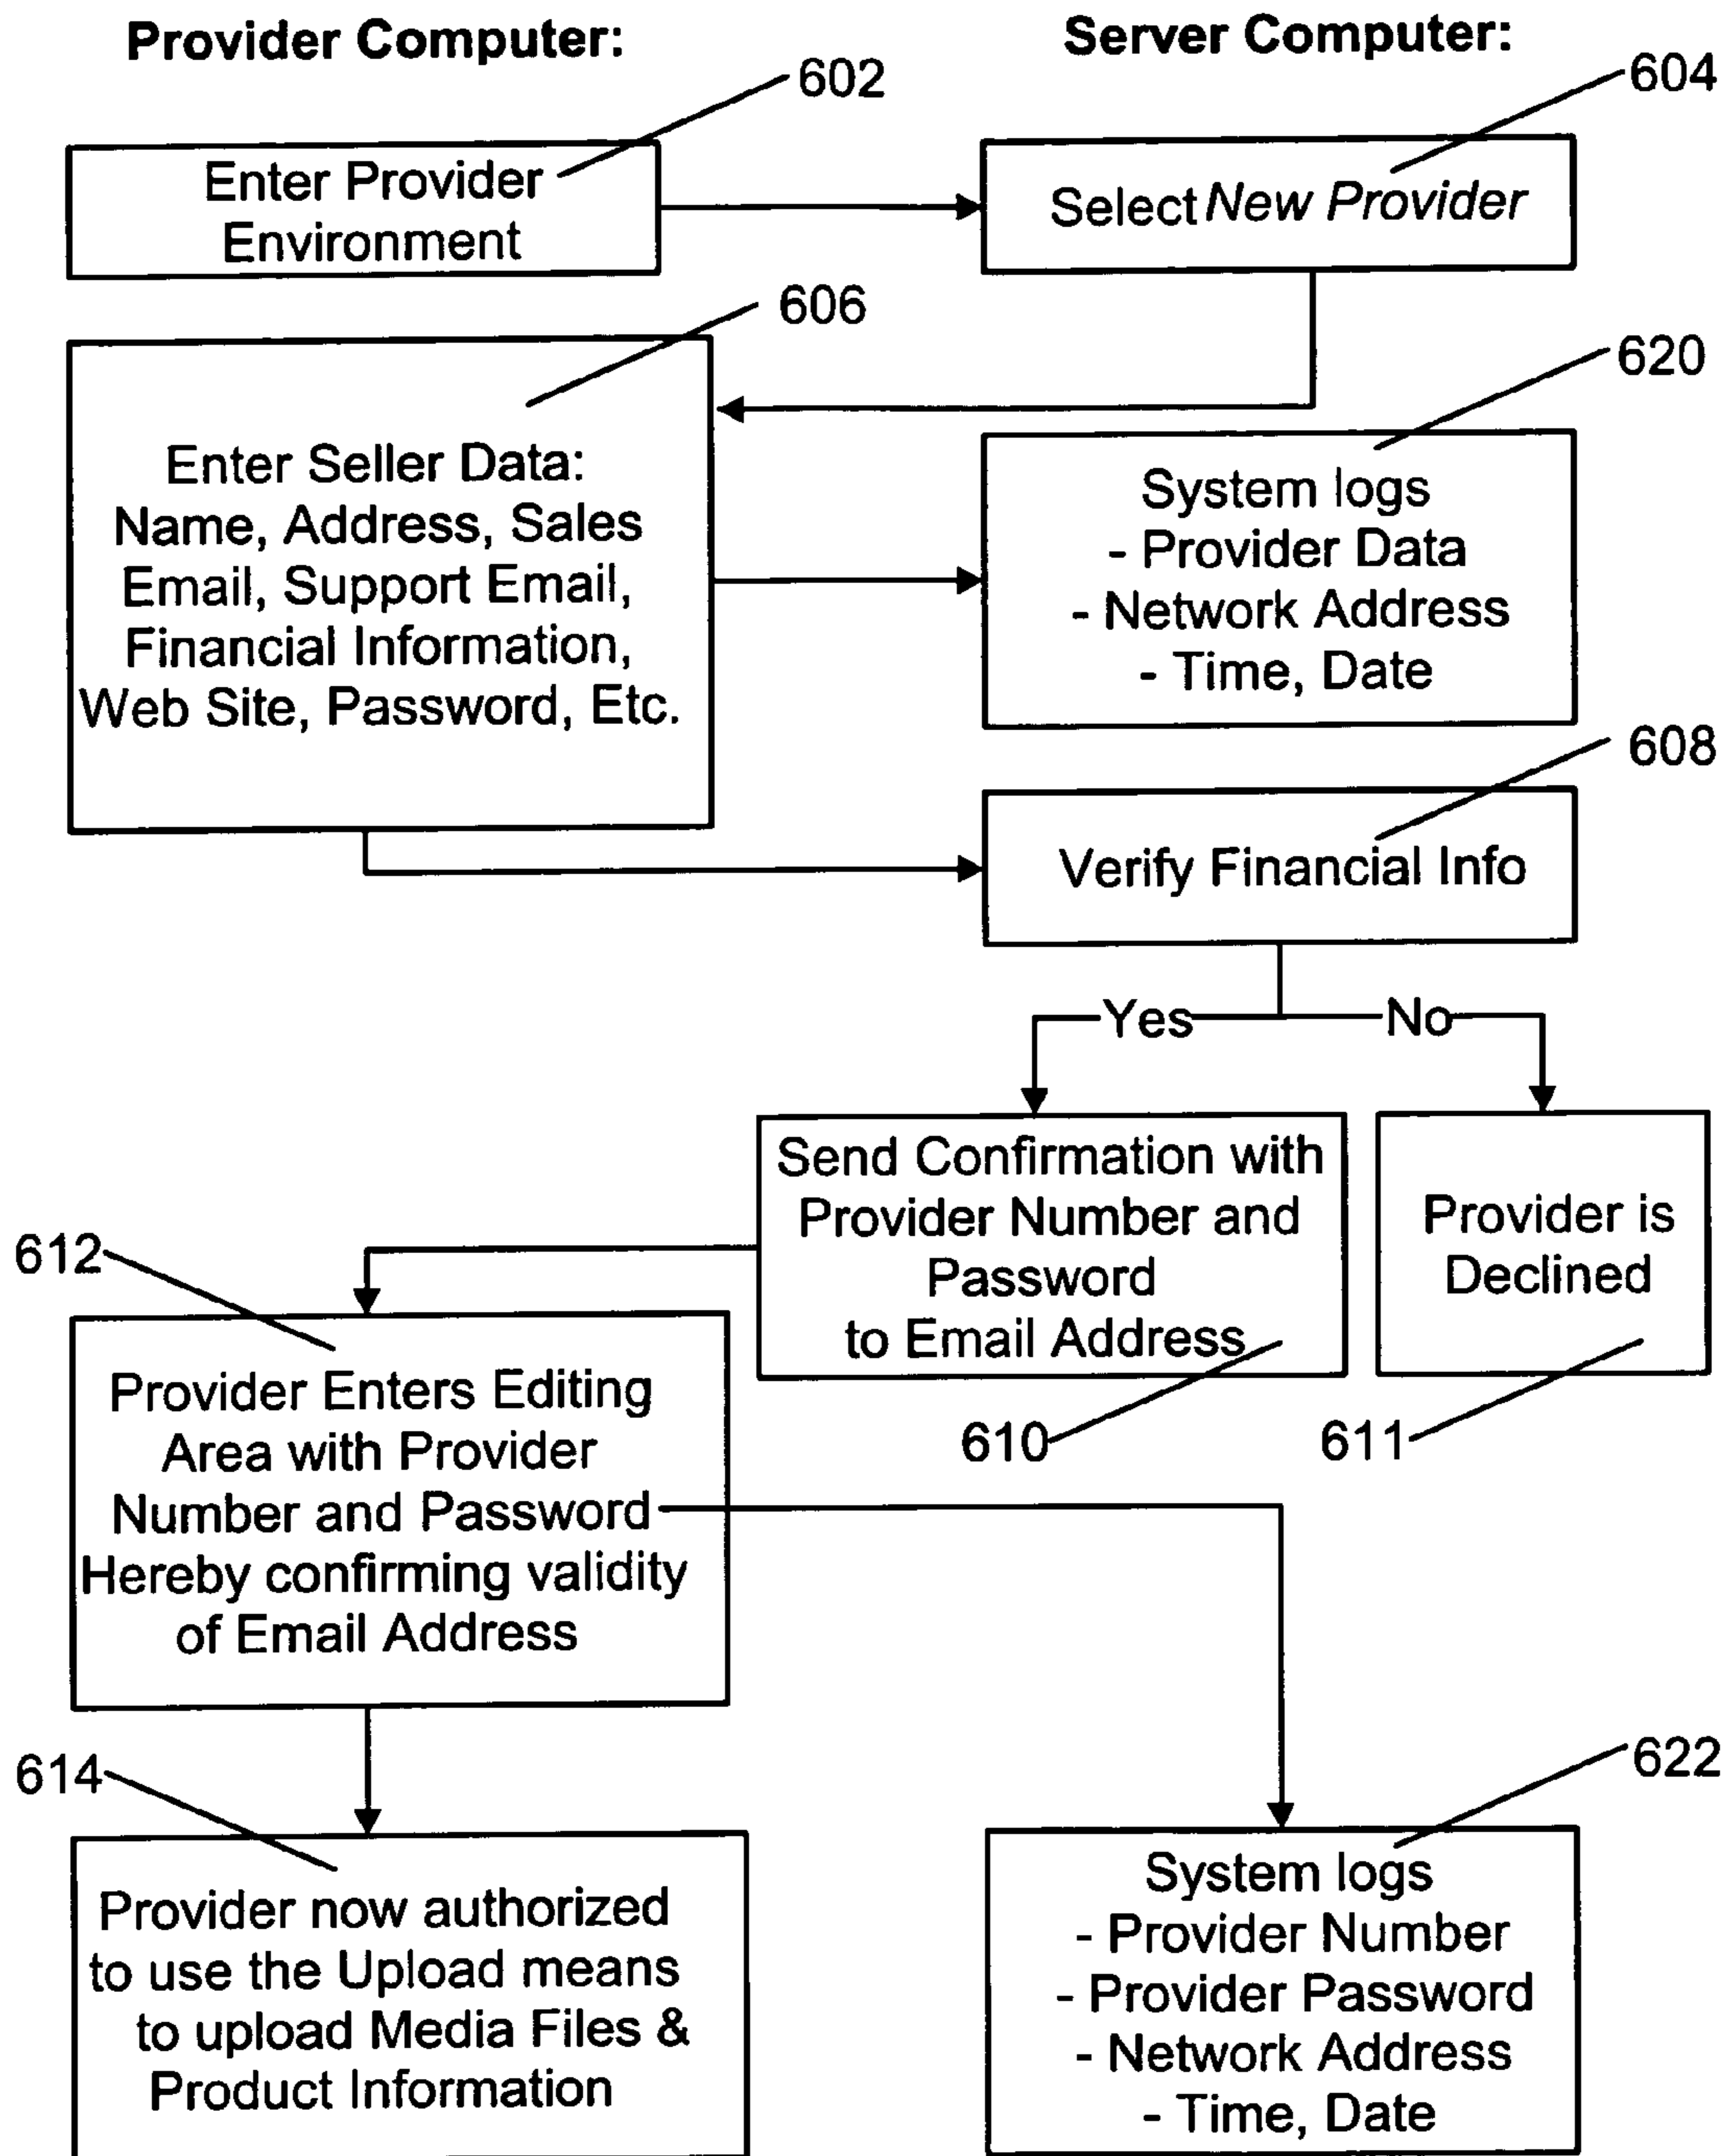 Provider Computer:
Server Computer:
602
604
Enter Provider
Environment
Select New Provider
606
620
Enter Seller Data:
Name, Address, Sales
Email, Support Email,
Financial Information,
Web Site, Password, Etc.
System logs
- Provider Data
- Network Address
- Time, Date
608
Verify Financial Info
Yes
No
Send Confirmation with
Provider Number and
Password
to Email Address
Provider is
Declined
612
610
611
Provider Enters Editing
Area with Provider
Number and Password
Hereby confirming validity
of Email Address
614
622
Provider now authorized
to use the Upload means
to upload Media Files &
Product Information
System logs
- Provider Number
- Provider Password
- Network Address
- Time, Date